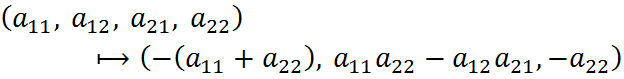 (𝑎₁₁, 𝑎₁₂, 𝑎₂₁, 𝑎₂₂)
↦ (−(𝑎₁₁ + 𝑎₂₂), 𝑎₁₁𝑎₂₂ − 𝑎₁₂𝑎₂₁, −𝑎₂₂)